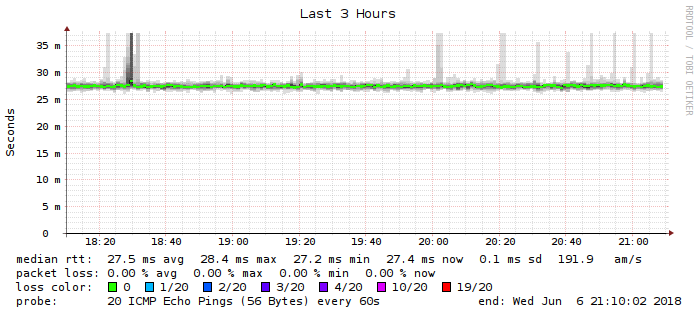 Last 3 Hours
RRDTOOL / TOBI OETIKER
Seconds
35 m
30 m
25 m
20 m
15 m
10 m
5 m
0
18:20 18:40 19:00 19:20 19:40 20:00 20:20 20:40 21:00
median rtt: 27.5 ms avg 28.4 ms max 27.2 ms min 27.4 ms now 0.1 ms sd 191.9 am/s
packet loss: 0.00 % avg 0.00 % max 0.00 % min 0.00 % now
loss color: 0 1/20 2/20 3/20 4/20 10/20 19/20
probe: 20 ICMP Echo Pings (56 Bytes) every 60s end: Wed Jun 6 21:10:02 2018